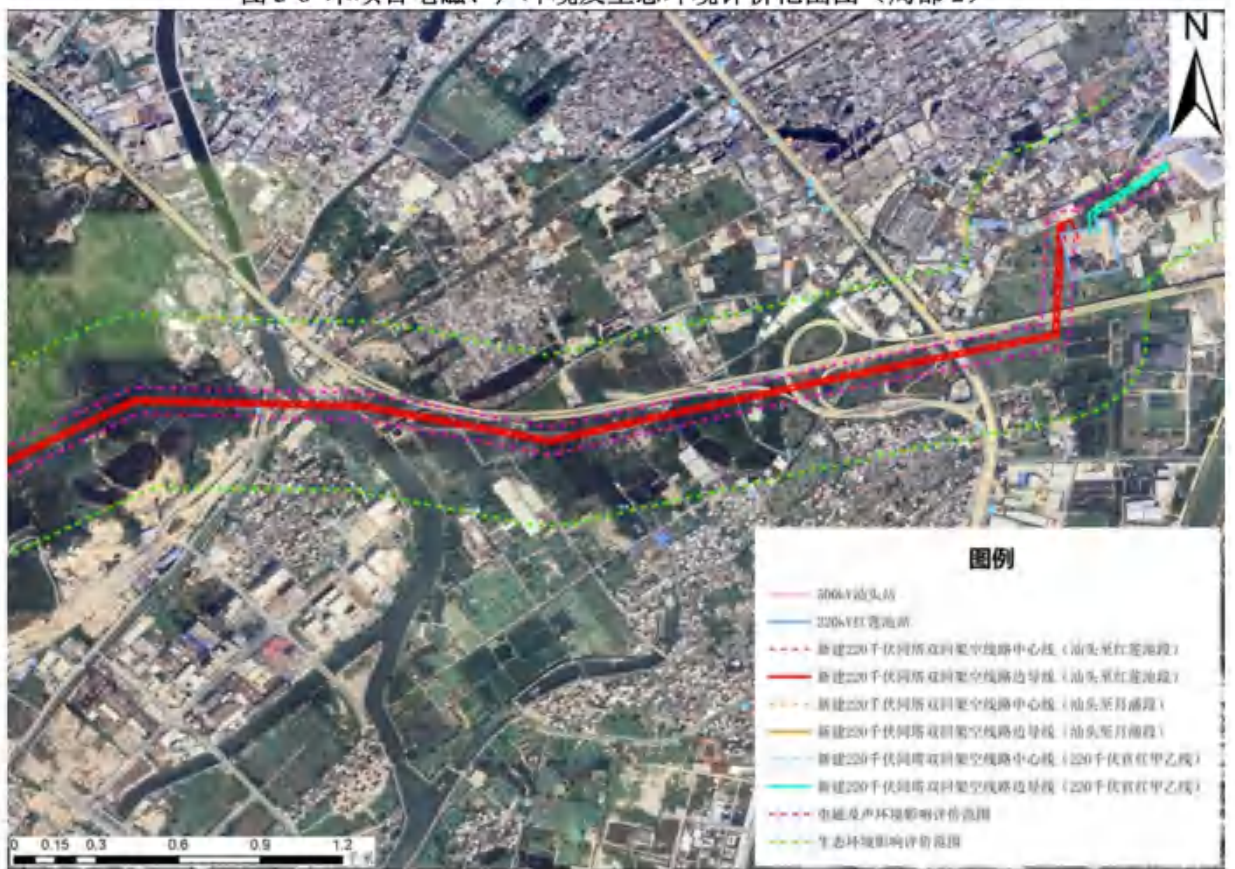 N
图例
500kV汕头站
220kV红莲池站
新建220千伏同塔双回架空线路中心线（汕头至红莲池段）
新建220千伏同塔双回架空线路边导线（汕头至红莲池段）
新建220千伏同塔双回架空线路中心线（汕头至月浦段）
新建220千伏同塔双回架空线路边导线（汕头至月浦段）
新建220千伏同塔双回架空线路中心线（220千伏官红甲乙线）
新建220千伏同塔双回架空线路边导线（220千伏官红甲乙线）
电磁及声环境影响评价范围
生态环境影响评价范围
0 0.15 0.3 0.6 0.9 1.2
千米